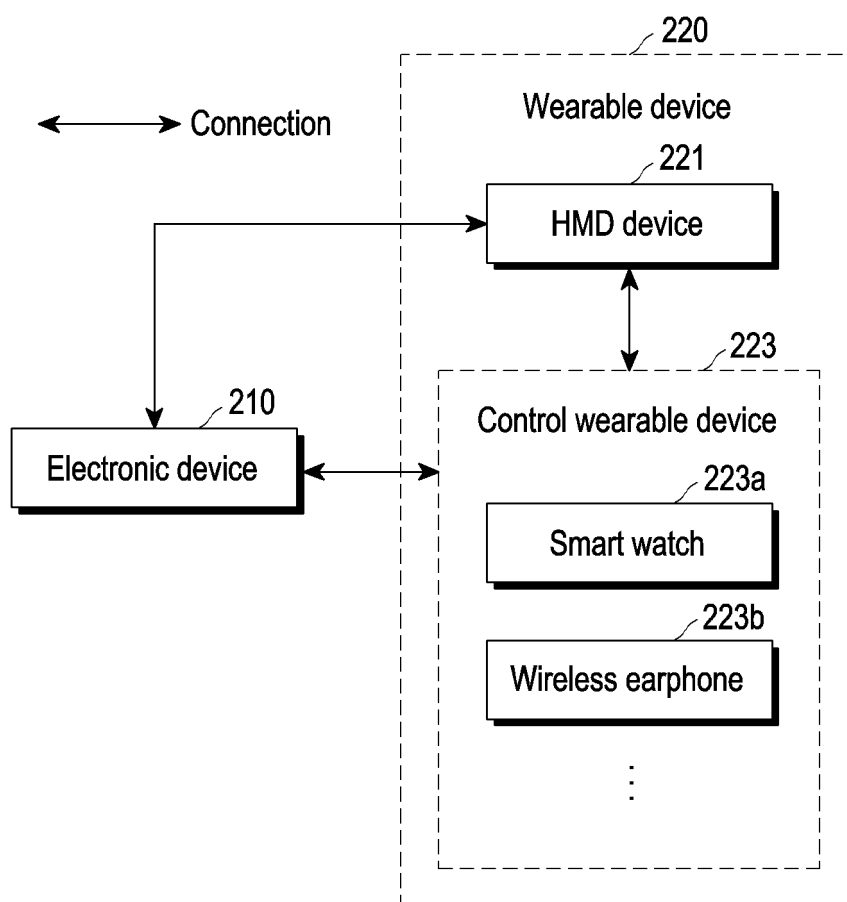 220
Connection
Wearable device
221
HMD device
223
210
Control wearable device
Electronic device
223a
Smart watch
223b
Wireless earphone
⋮